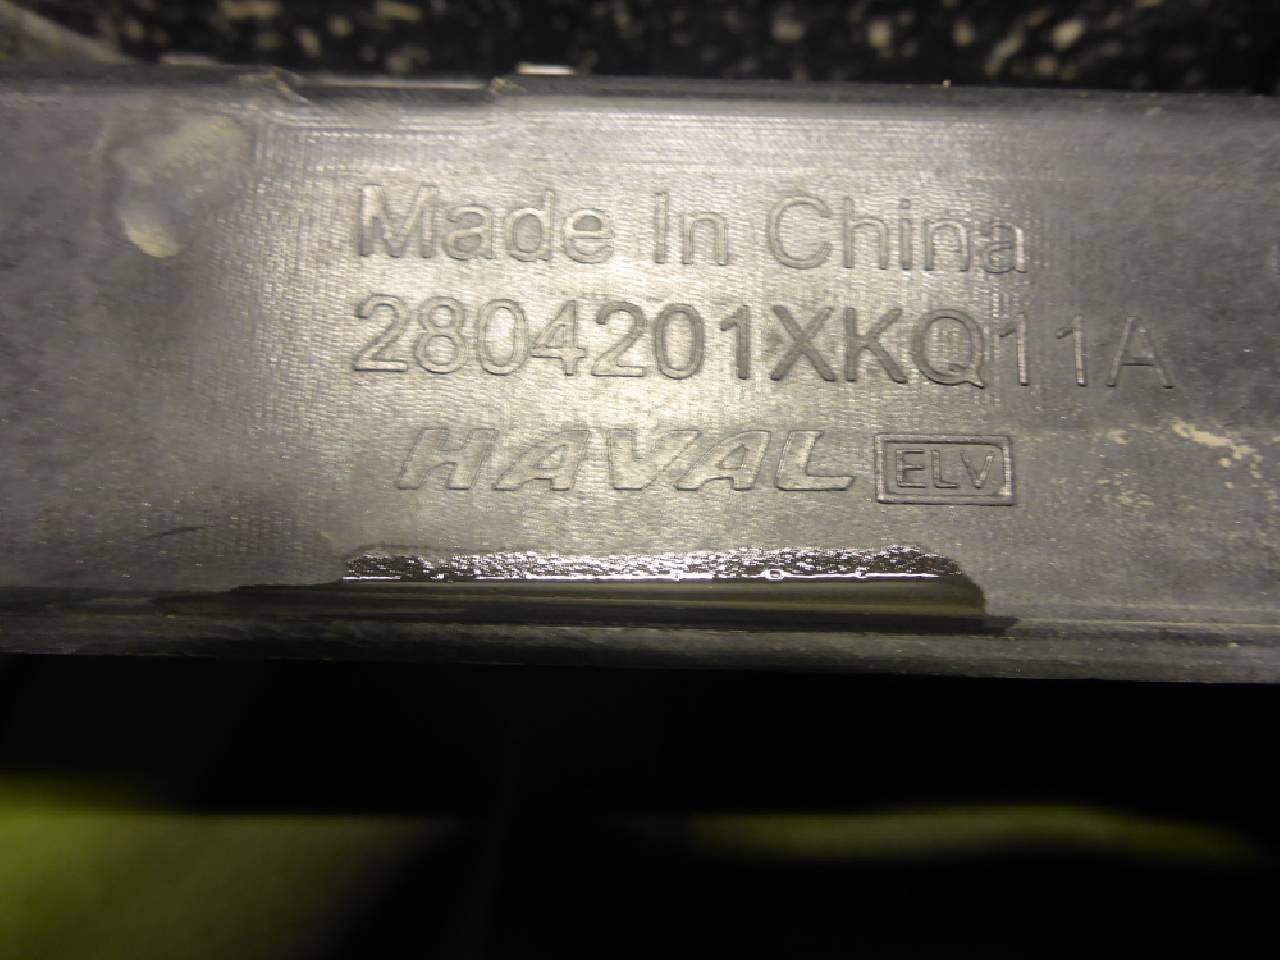 Made In China
2804201XKQ11A
HAVAL ELV